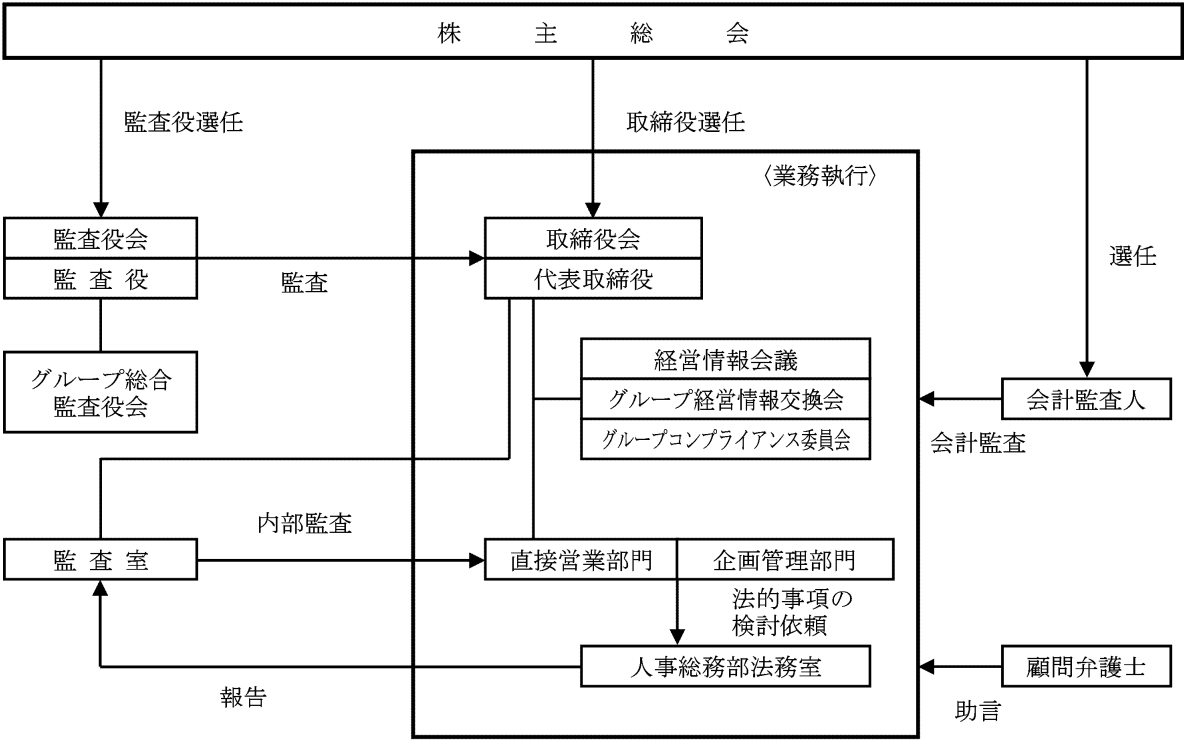 株主総会
監査役選任
取締役選任
〈業務執行〉
監査役会
監査役
監査
取締役会
代表取締役
選任
グループ総合
監査役会
経営情報会議
グループ経営情報交換会
グループコンプライアンス委員会
会計監査人
会計監査
内部監査
監査室
直接営業部門
企画管理部門
法的事項の
検討依頼
人事総務部法務室
顧問弁護士
報告
助言